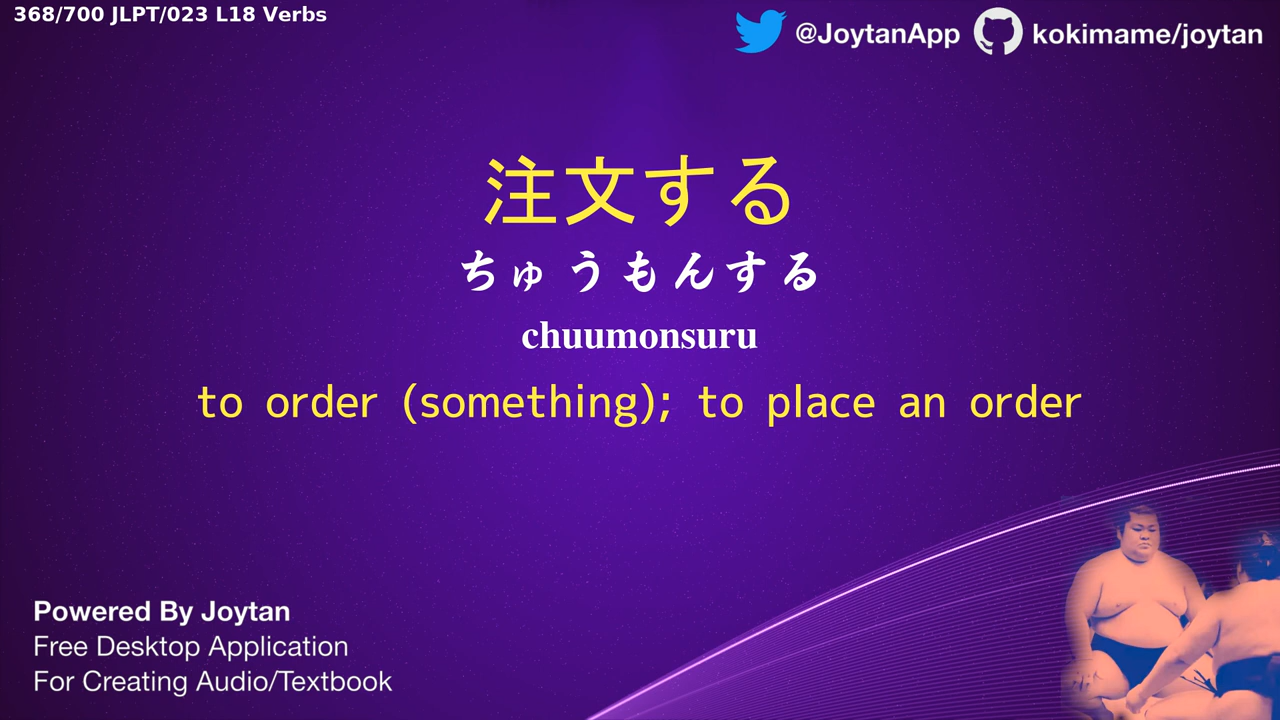 368/700 JLPT/023 L18 Verbs
@JoytanApp kokimame/joytan
注文する
ちゅうもんする
chuumonsuru
to order (something); to place an order
Powered By Joytan
Free Desktop Application
For Creating Audio/Textbook